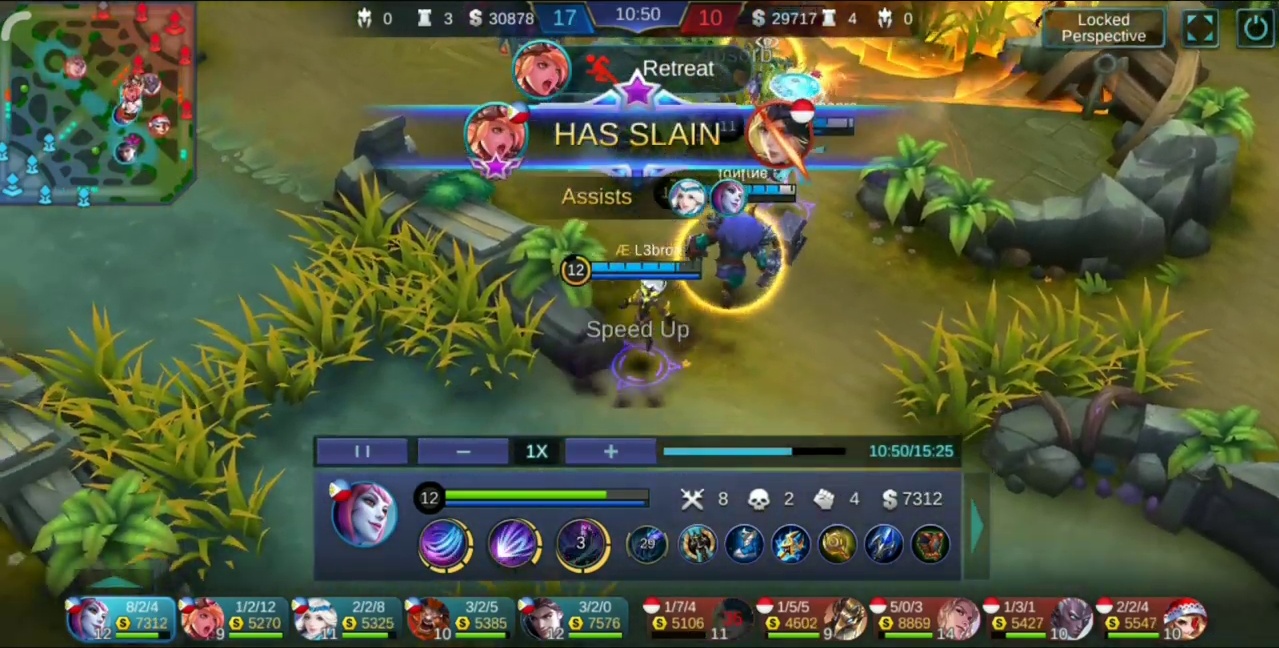 0 3 $ 30878 17 10:50 10 $ 29717 4 0
Locked
Perspective
Retreat
HAS SLAIN
11
Assists
Æ L3bro
12
Speed Up
1X
10:50/15:25
12
8 2 4 $ 7312
3
29
8/2/4 1/2/12 2/2/8 3/2/5 3/2/0 1/7/4 1/5/5 5/0/3 1/3/1 2/2/4
7312 5270 5325 5385 7576 5106 4602 8869 5427 5547
12 9 11 10 12 11 9 14 10 10